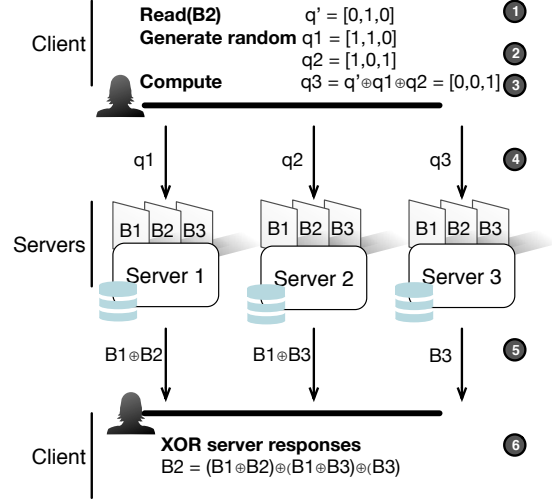 Client
Read(B2) q' = [0,1,0] 1
Generate random q1 = [1,1,0]
q2 = [1,0,1] 2
Compute q3 = q'⊕q1⊕q2 = [0,0,1] 3
q1 q2 q3 4
Servers
B1 B2 B3 B1 B2 B3 B1 B2 B3
Server 1 Server 2 Server 3
B1⊕B2 B1⊕B3 B3 5
Client
XOR server responses 6
B2 = (B1⊕B2)⊕(B1⊕B3)⊕(B3)